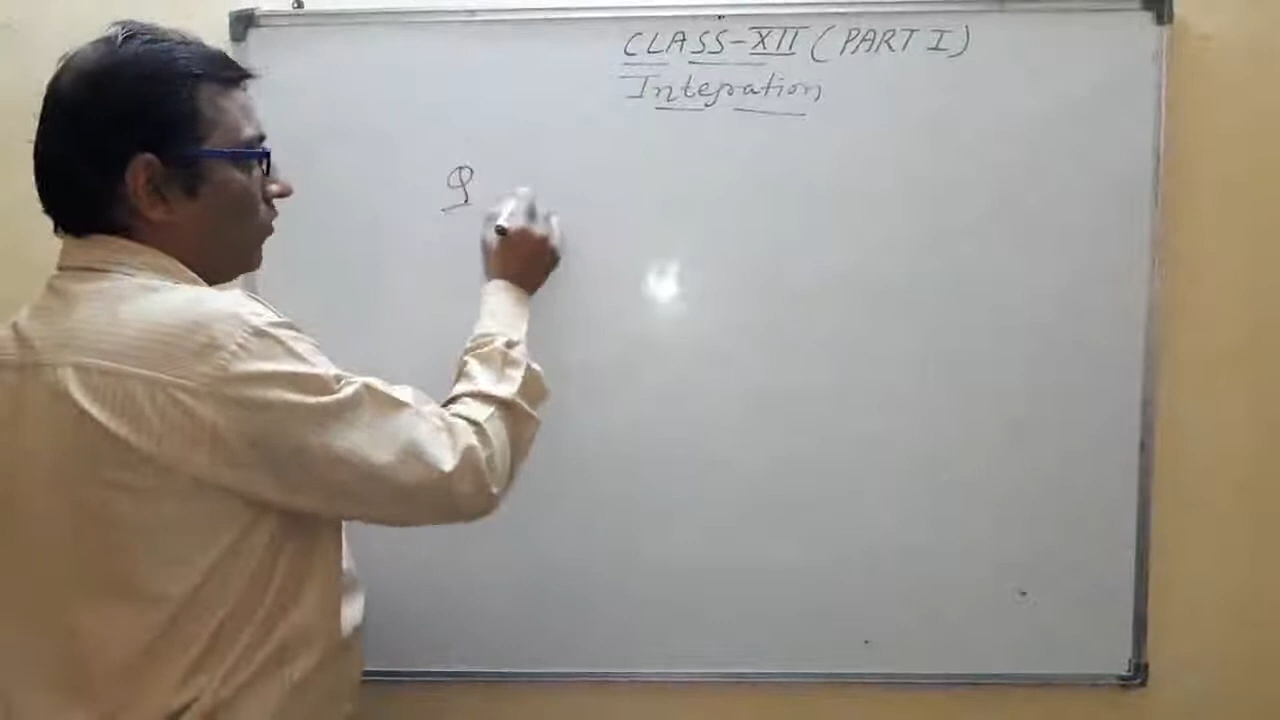 CLASS-XII (PART I)
Integration
Q